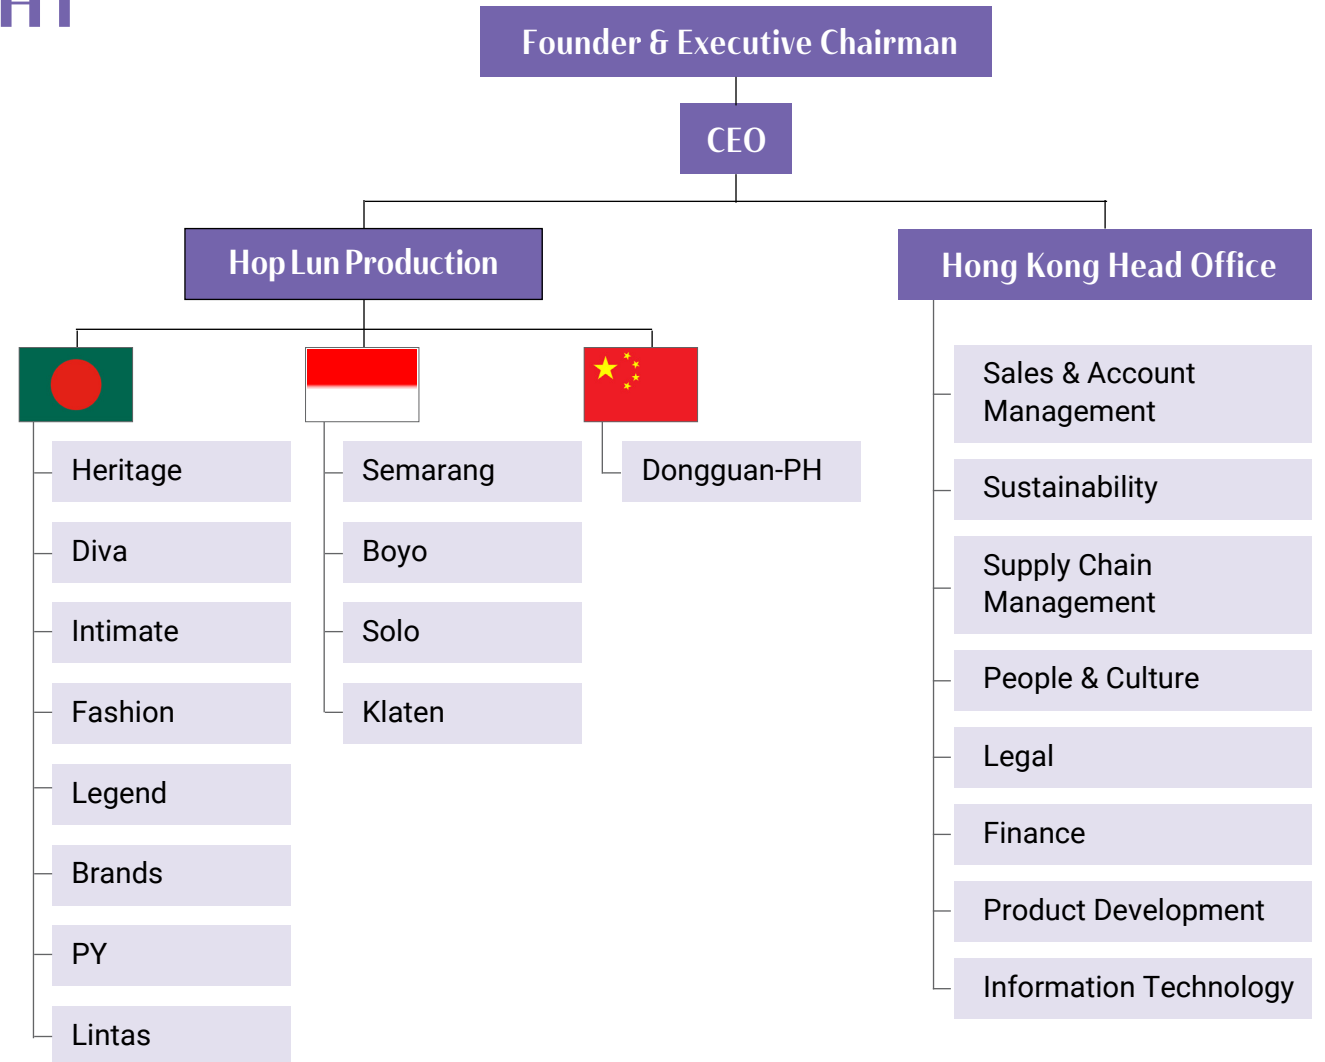 HT
Founder & Executive Chairman
CEO
Hop Lun Production
Hong Kong Head Office
Heritage
Diva
Intimate
Fashion
Legend
Brands
PY
Lintas
Semarang
Boyo
Solo
Klaten
Dongguan-PH
Sales & Account
Management
Sustainability
Supply Chain
Management
People & Culture
Legal
Finance
Product Development
Information Technology